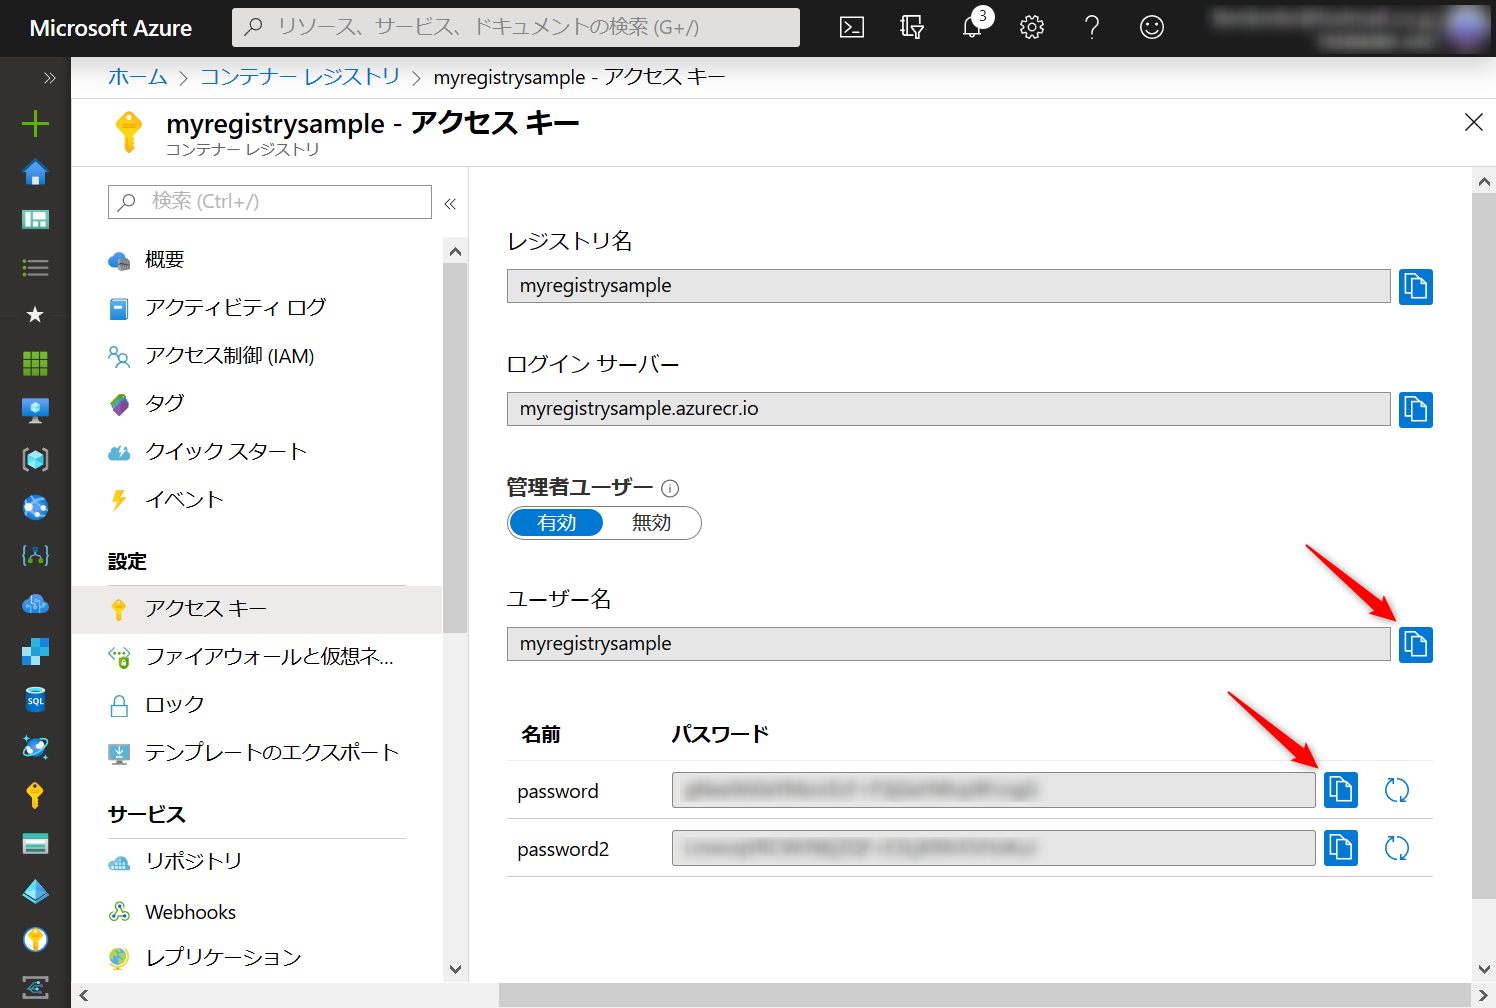 Microsoft Azure
リソース、サービス、ドキュメントの検索 (G+/)
3
ホーム > コンテナー レジストリ > myregistrysample - アクセス キー
myregistrysample - アクセス キー
コンテナー レジストリ
検索 (Ctrl+/)
概要
アクティビティ ログ
アクセス制御 (IAM)
タグ
クイック スタート
イベント
設定
アクセス キー
ファイアウォールと仮想ネ...
ロック
テンプレートのエクスポート
サービス
リポジトリ
Webhooks
レプリケーション
SQL
レジストリ名
myregistrysample
ログイン サーバー
myregistrysample.azurecr.io
管理者ユーザー
有効 無効
ユーザー名
myregistrysample
名前 パスワード
password
password2